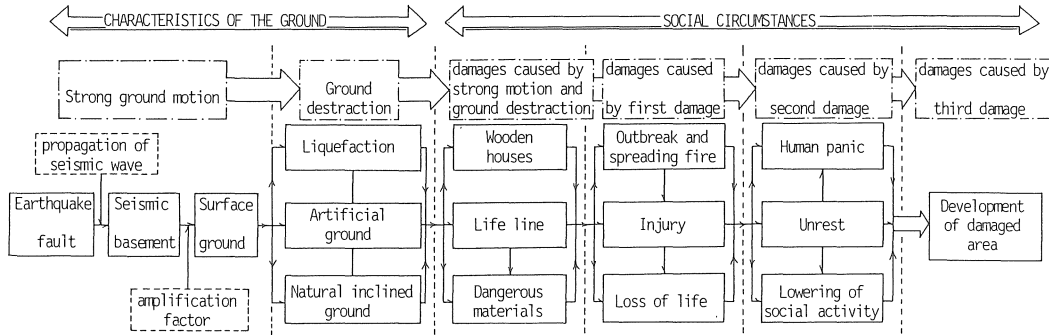 CHARACTERISTICS OF THE GROUND
SOCIAL CIRCUMSTANCES
Strong ground motion
Ground
destraction
damages caused by
strong motion and
ground destraction
damages caused
by first damage
damages caused by
second damage
damages caused by
third damage
propagation of
seismic wave
Earthquake
fault
Seismic
basement
Surface
ground
amplification
factor
Liquefaction
Artificial
ground
Natural inclined
ground
Wooden
houses
Life line
Dangerous
materials
Outbreak and
spreading fire
Injury
Loss of life
Human panic
Unrest
Lowering of
social activity
Development
of damaged
area